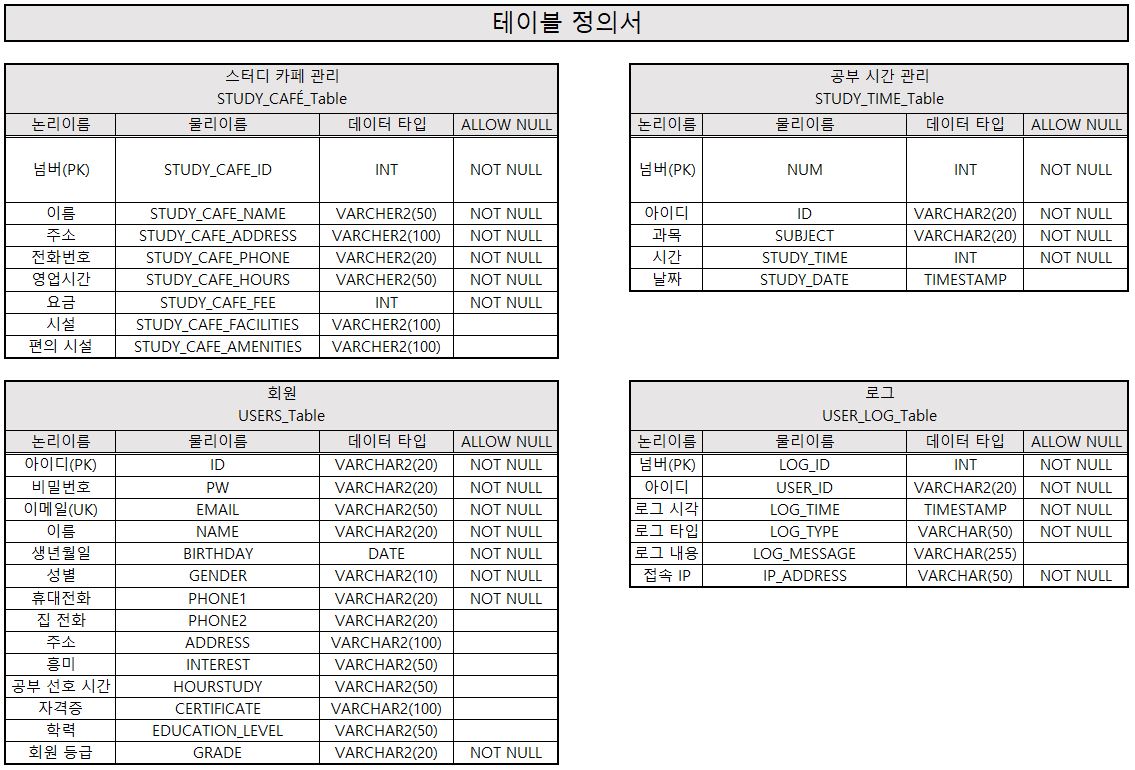 테이블 정의서
스터디 카페 관리
STUDY_CAFÉ_Table
논리이름 물리이름 데이터 타입 ALLOW NULL
넘버(PK) STUDY_CAFE_ID INT NOT NULL
이름 STUDY_CAFE_NAME VARCHER2(50) NOT NULL
주소 STUDY_CAFE_ADDRESS VARCHER2(100) NOT NULL
전화번호 STUDY_CAFE_PHONE VARCHER2(20) NOT NULL
영업시간 STUDY_CAFE_HOURS VARCHER2(50) NOT NULL
요금 STUDY_CAFE_FEE INT NOT NULL
시설 STUDY_CAFE_FACILITIES VARCHER2(100)
편의 시설 STUDY_CAFE_AMENITIES VARCHER2(100)
공부 시간 관리
STUDY_TIME_Table
논리이름 물리이름 데이터 타입 ALLOW NULL
넘버(PK) NUM INT NOT NULL
아이디 ID VARCHAR2(20) NOT NULL
과목 SUBJECT VARCHAR2(20) NOT NULL
시간 STUDY_TIME INT NOT NULL
날짜 STUDY_DATE TIMESTAMP
회원
USERS_Table
논리이름 물리이름 데이터 타입 ALLOW NULL
아이디(PK) ID VARCHAR2(20) NOT NULL
비밀번호 PW VARCHAR2(20) NOT NULL
이메일(UK) EMAIL VARCHAR2(50) NOT NULL
이름 NAME VARCHAR2(20) NOT NULL
생년월일 BIRTHDAY DATE NOT NULL
성별 GENDER VARCHAR2(10) NOT NULL
휴대전화 PHONE1 VARCHAR2(20) NOT NULL
집 전화 PHONE2 VARCHAR2(20)
주소 ADDRESS VARCHAR2(100)
흥미 INTEREST VARCHAR2(50)
공부 선호 시간 HOURSTUDY VARCHAR2(50)
자격증 CERTIFICATE VARCHAR2(100)
학력 EDUCATION_LEVEL VARCHAR2(50)
회원 등급 GRADE VARCHAR2(20) NOT NULL
로그
USER_LOG_Table
논리이름 물리이름 데이터 타입 ALLOW NULL
넘버(PK) LOG_ID INT NOT NULL
아이디 USER_ID VARCHAR2(20) NOT NULL
로그 시각 LOG_TIME TIMESTAMP NOT NULL
로그 타입 LOG_TYPE VARCHAR(50) NOT NULL
로그 내용 LOG_MESSAGE VARCHAR(255)
접속 IP IP_ADDRESS VARCHAR(50) NOT NULL